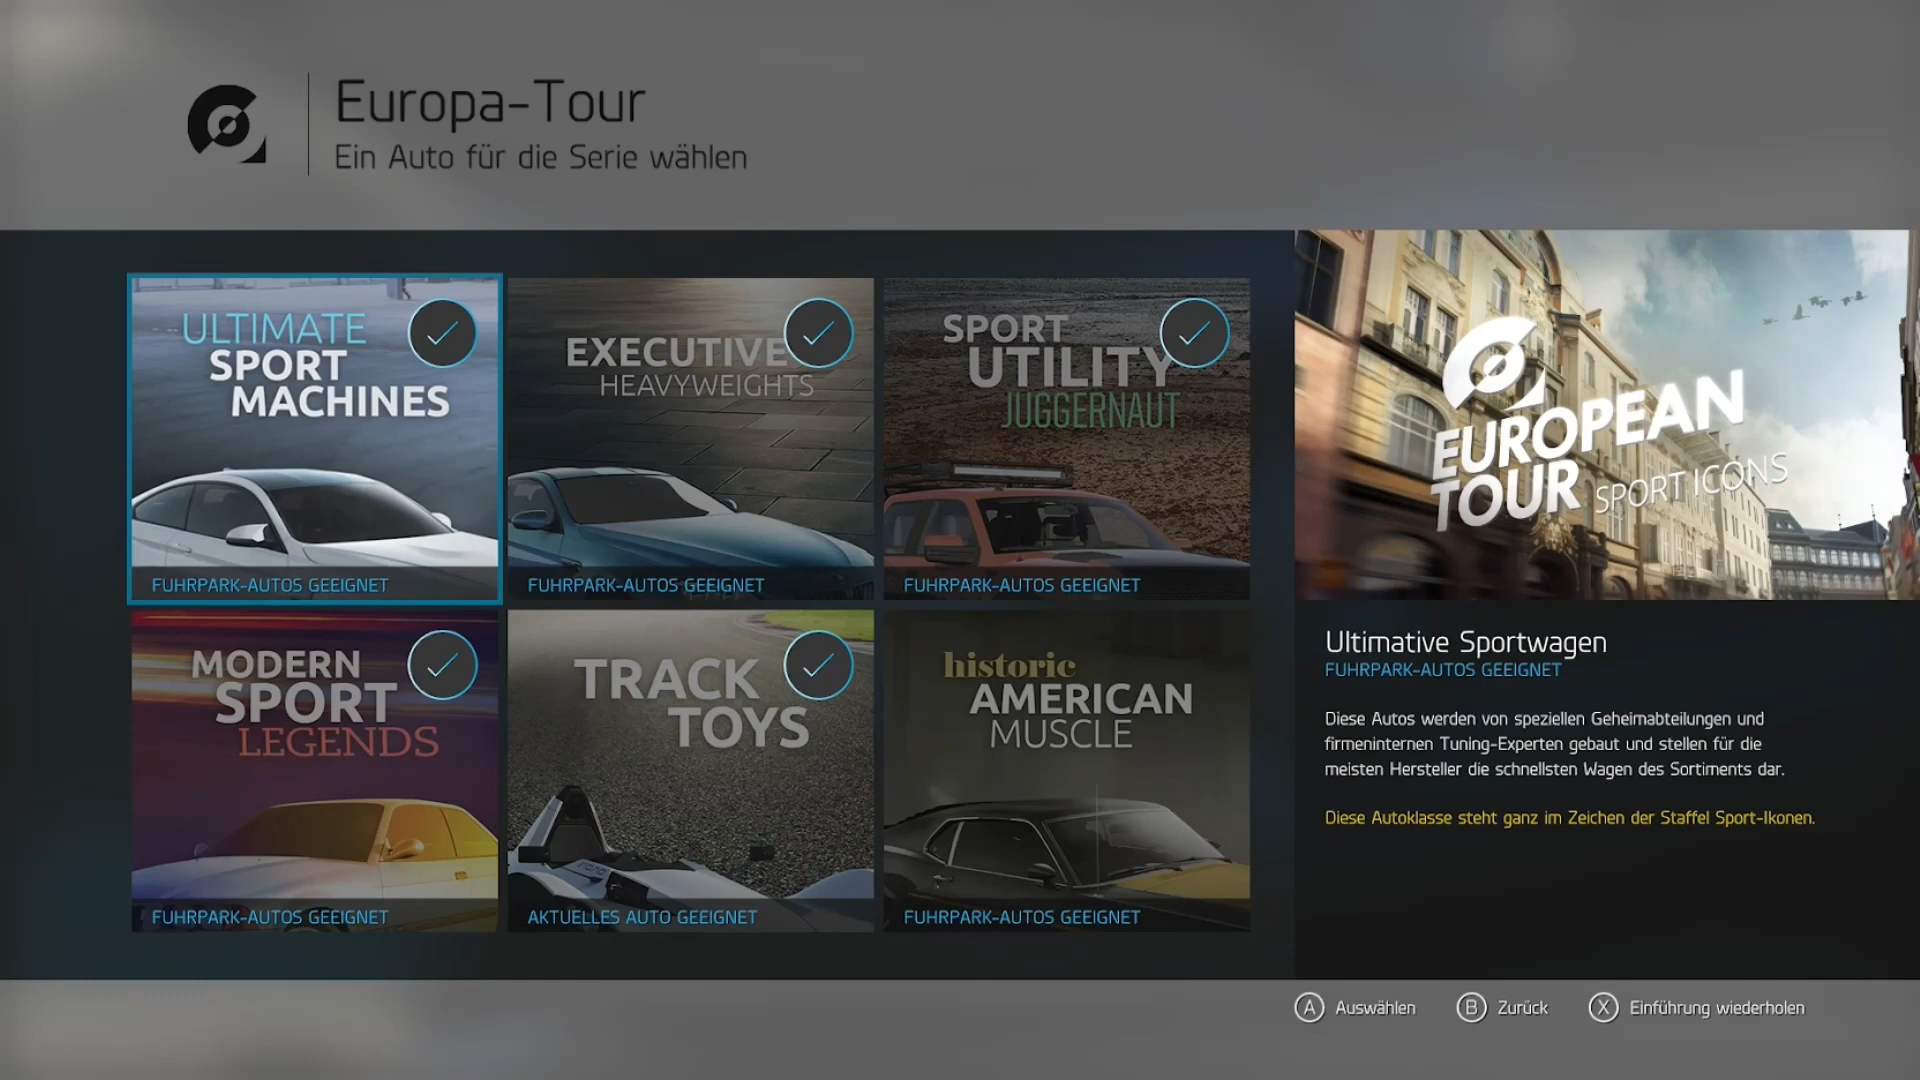 Europa-Tour
Ein Auto für die Serie wählen
ULTIMATE
SPORT
MACHINES
FUHRPARK-AUTOS GEEIGNET
EXECUTIVE
HEAVYWEIGHTS
FUHRPARK-AUTOS GEEIGNET
SPORT
UTILITY
JUGGERNAUT
FUHRPARK-AUTOS GEEIGNET
MODERN
SPORT
LEGENDS
FUHRPARK-AUTOS GEEIGNET
TRACK
TOYS
AKTUELLES AUTO GEEIGNET
historic
AMERICAN
MUSCLE
FUHRPARK-AUTOS GEEIGNET
EUROPEAN
TOUR SPORT ICONS
Ultimative Sportwagen
FUHRPARK-AUTOS GEEIGNET
Diese Autos werden von speziellen Geheimabteilungen und
firmeninternen Tuning-Experten gebaut und stellen für die
meisten Hersteller die schnellsten Wagen des Sortiments dar.
Diese Autoklasse steht ganz im Zeichen der Staffel Sport-Ikonen.
A Auswählen B Zurück X Einführung wiederholen